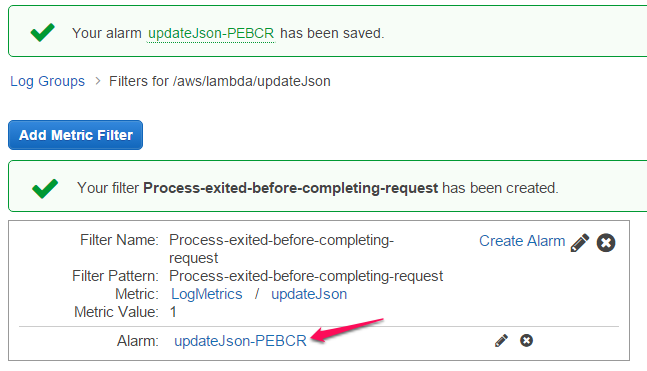 Your alarm updateJson-PEBCR has been saved.
Log Groups > Filters for /aws/lambda/updateJson
Add Metric Filter
Your filter Process-exited-before-completing-request has been created.
Filter Name: Process-exited-before-completing-
request
Create Alarm
Filter Pattern: Process-exited-before-completing-request
Metric: LogMetrics / updateJson
Metric Value: 1
Alarm: updateJson-PEBCR